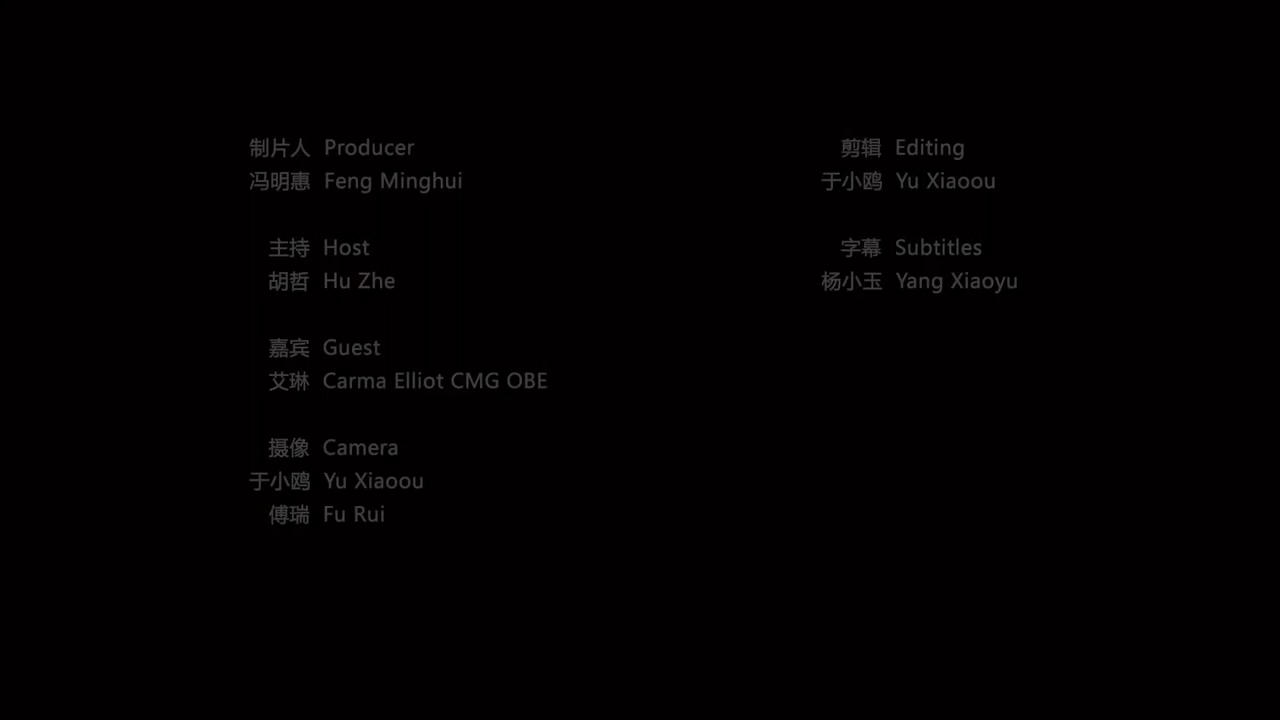 制片人 Producer
冯明惠 Feng Minghui
主持 Host
胡哲 Hu Zhe
嘉宾 Guest
艾琳 Carma Elliot CMG OBE
摄像 Camera
于小鸥 Yu Xiaoou
傅瑞 Fu Rui
剪辑 Editing
于小鸥 Yu Xiaoou
字幕 Subtitles
杨小玉 Yang Xiaoyu